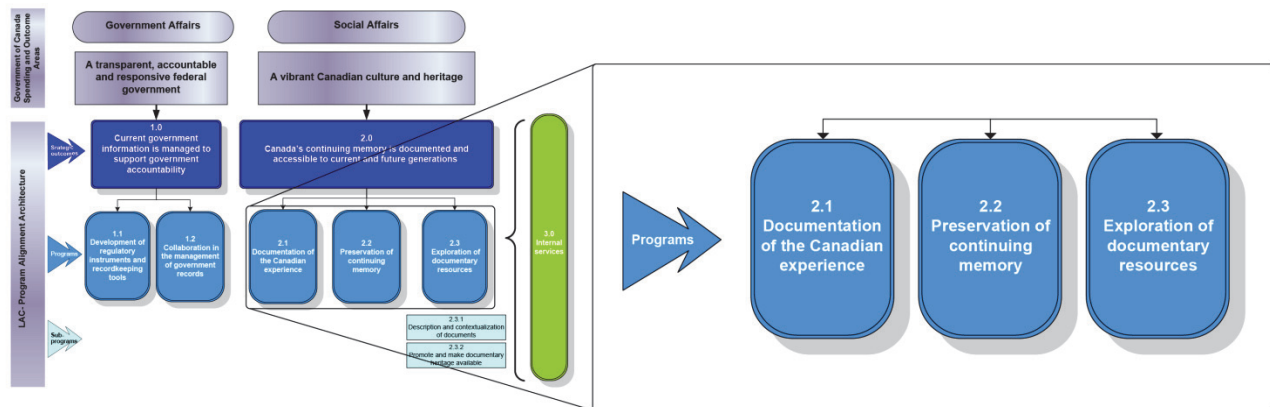 Government of Canada
Spending and Outcome
Areas
Government Affairs
Social Affairs
A transparent, accountable
and responsive federal
government
A vibrant Canadian culture and heritage
LAC- Program Alignment Architecture
Strategic
outcomes
1.0
Current government
information is managed to
support government
accountability
2.0
Canada's continuing memory is documented and
accessible to current and future generations
Programs
1.1
Development of
regulatory
instruments and
recordkeeping
tools
1.2
Collaboration in
the management
of government
records
2.1
Documentation of
the Canadian
experience
2.2
Preservation of
continuing
memory
2.3
Exploration of
documentary
resources
3.0
Internal
services
Sub-
programs
2.3.1
Description and contextualization
of documents
2.3.2
Promote and make documentary
heritage available
Programs
2.1
Documentation
of the Canadian
experience
2.2
Preservation of
continuing
memory
2.3
Exploration of
documentary
resources